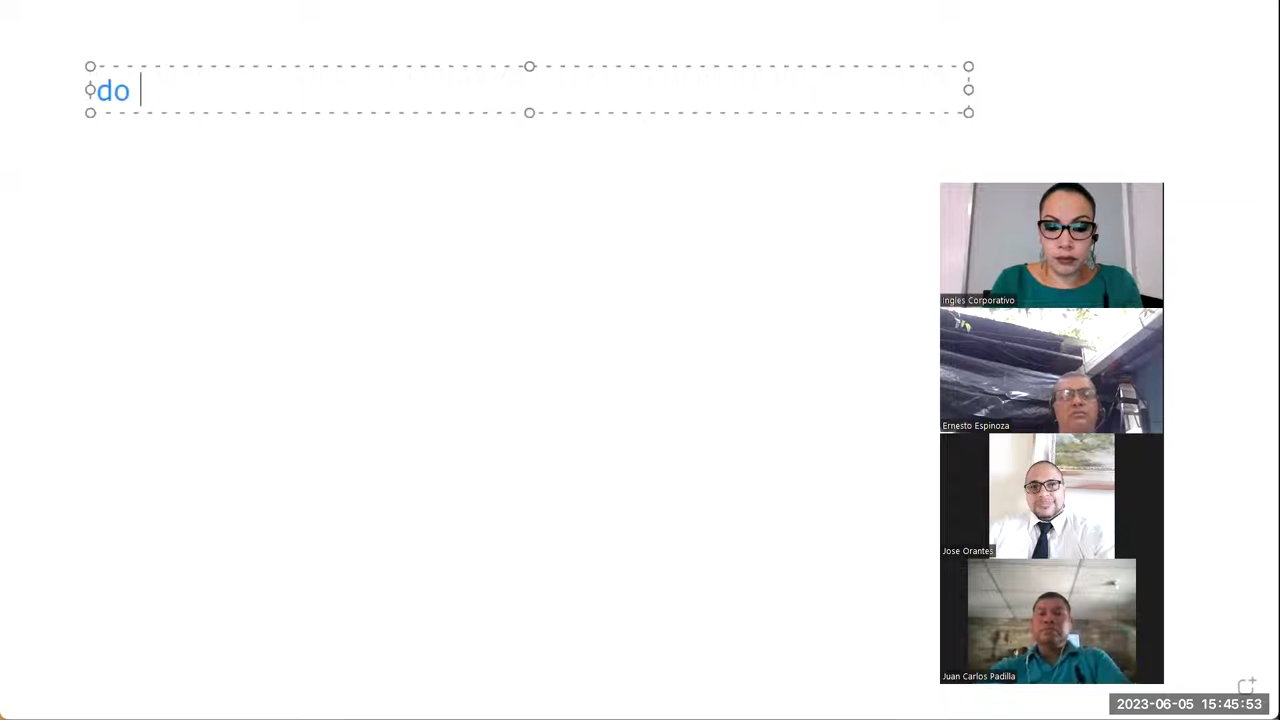 do
Ingles Corporativo
Ernesto Espinoza
Jose Orantes
Juan Carlos Padilla
2023-06-05 15:45:53